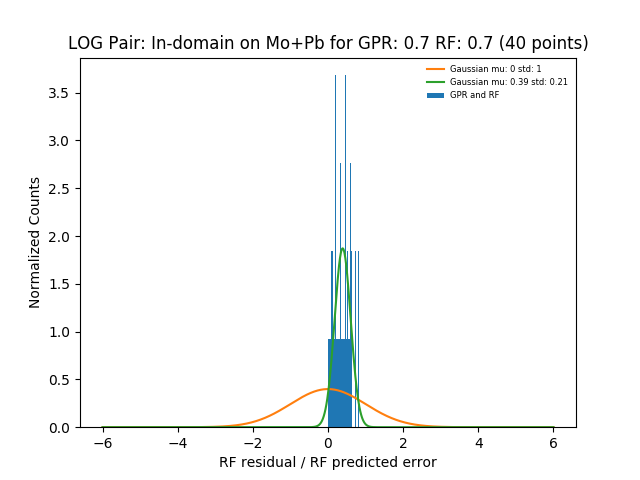 LOG Pair: In-domain on Mo+Pb for GPR: 0.7 RF: 0.7 (40 points)
Gaussian mu: 0 std: 1
Gaussian mu: 0.39 std: 0.21
GPR and RF
Normalized Counts
3.5
3.0
2.5
2.0
1.5
1.0
0.5
0.0
−6 −4 −2 0 2 4 6
RF residual / RF predicted error